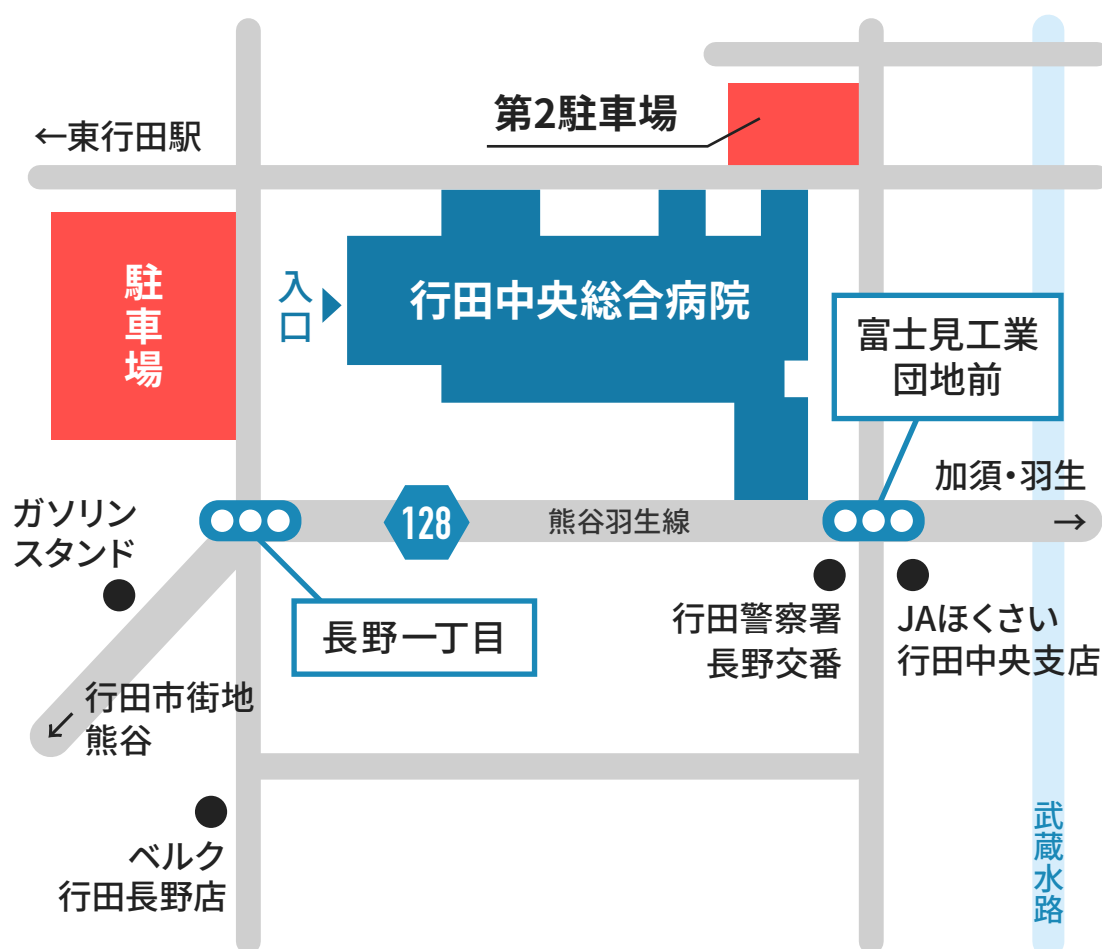 第2駐車場
←東行田駅
駐車場
入口
行田中央総合病院
富士見工業
団地前
加須・羽生
→
ガソリン
スタンド
128
熊谷羽生線
長野一丁目
行田警察署
長野交番
JAほくさい
行田中央支店
↙
行田市街地
熊谷
ベルク
行田長野店
武蔵水路